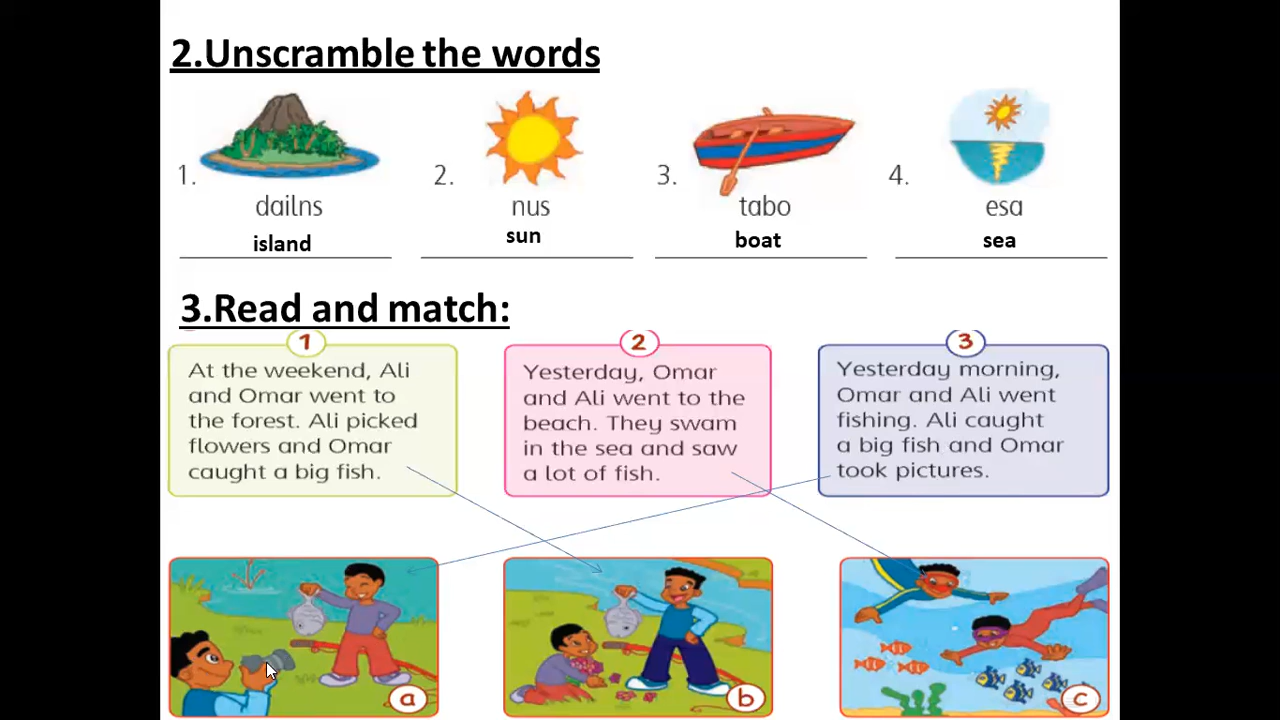 2.Unscramble the words
1.
2.
3.
4.
dailns
nus
tabo
esa
island
sun
boat
sea
3.Read and match:
1
At the weekend, Ali
and Omar went to
the forest. Ali picked
flowers and Omar
caught a big fish.
2
Yesterday, Omar
and Ali went to the
beach. They swam
in the sea and saw
a lot of fish.
3
Yesterday morning,
Omar and Ali went
fishing. Ali caught
a big fish and Omar
took pictures.
a
b
c